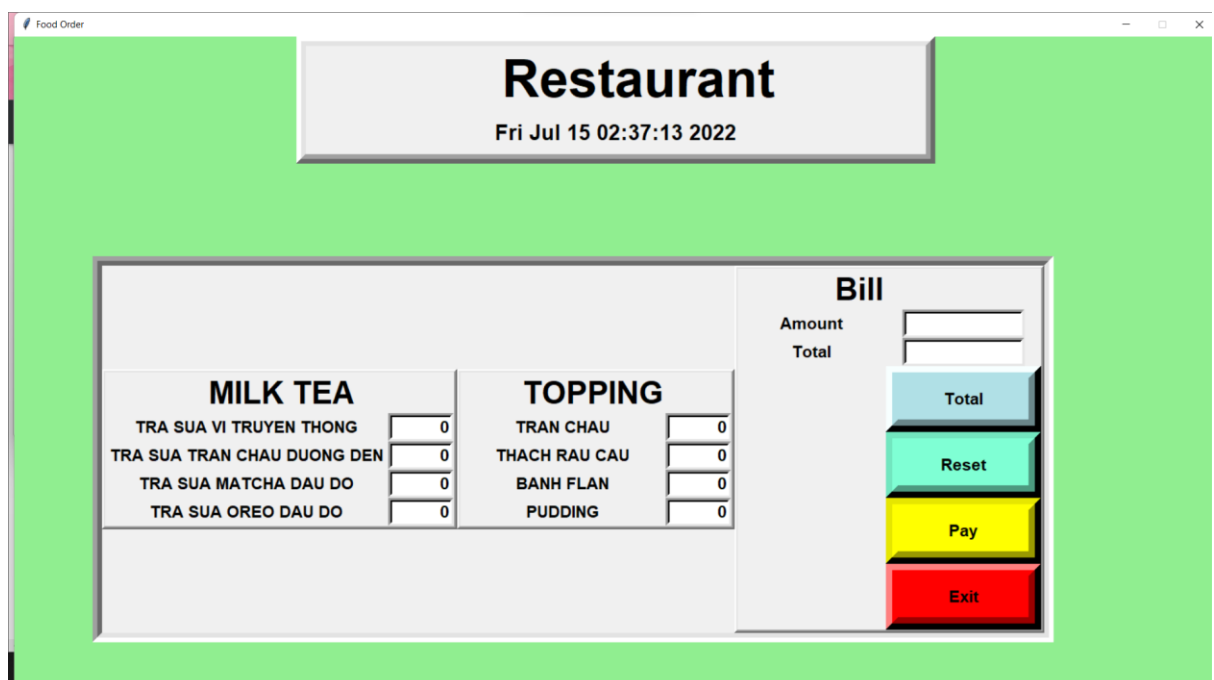 Food Order
Restaurant
Fri Jul 15 02:37:13 2022
Bill
Amount
Total
MILK TEA
TRA SUA VI TRUYEN THONG 0
TRA SUA TRAN CHAU DUONG DEN 0
TRA SUA MATCHA DAU DO 0
TRA SUA OREO DAU DO 0
TOPPING
TRAN CHAU 0
THACH RAU CAU 0
BANH FLAN 0
PUDDING 0
Total
Reset
Pay
Exit